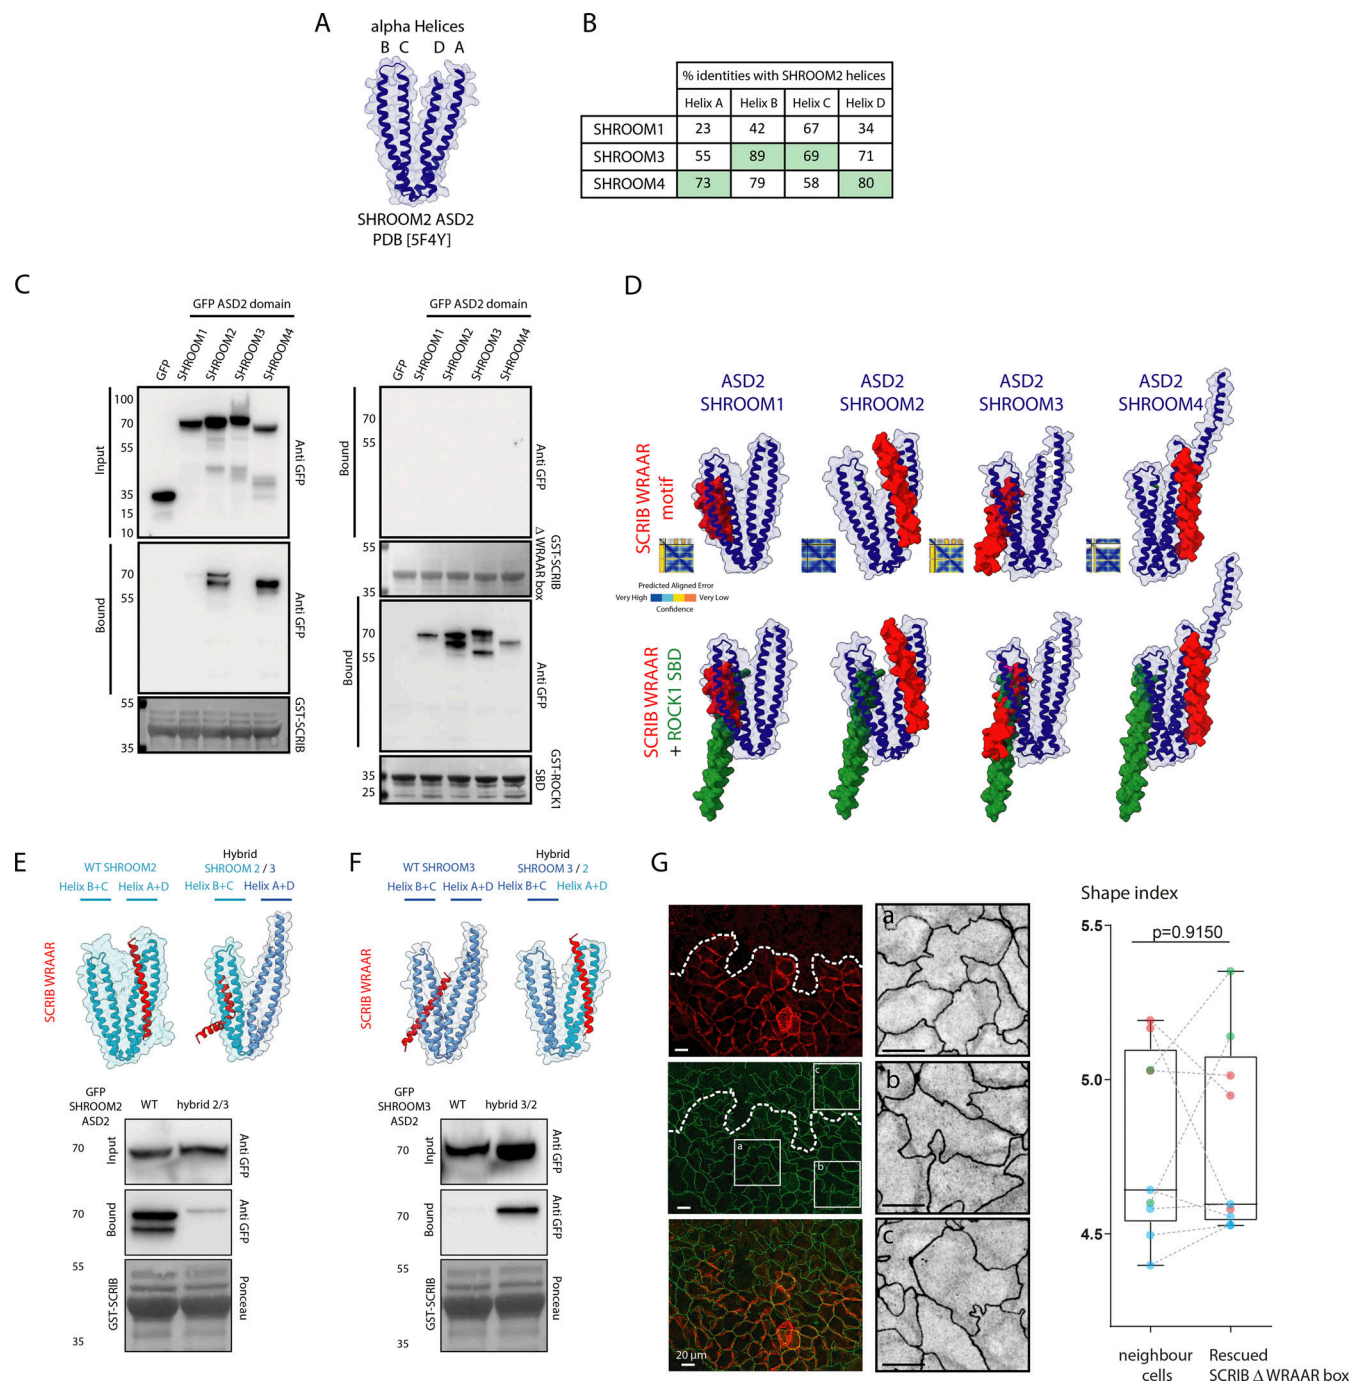 A
alpha Helices
B C D A
SHROOM2 ASD2
PDB [5F4Y]
B
% identities with SHROOM2 helices
Helix A Helix B Helix C Helix D
SHROOM1 23 42 67 34
SHROOM3 55 89 69 71
SHROOM4 73 79 58 80
C
GFP ASD2 domain
GFP SHROOM1 SHROOM2 SHROOM3 SHROOM4
Input
100
70
55
35
15
10
Anti GFP
Bound
70
55
Anti GFP
55
35
GST-SCRIB
GFP ASD2 domain
GFP SHROOM1 SHROOM2 SHROOM3 SHROOM4
Bound
70
55
Anti GFP
55
35
GST-SCRIB
Δ WRAAR box
Bound
70
55
Anti GFP
35
25
GST-ROCK1
SBD
D
ASD2 SHROOM1
ASD2 SHROOM2
ASD2 SHROOM3
ASD2 SHROOM4
SCRIB WRAAR
motif
Predicted Aligned Error
Very High Very Low
Confidence
SCRIB WRAAR
+ ROCK1 SBD
E
WT SHROOM2
Helix B+C Helix A+D
Hybrid
SHROOM 2 / 3
Helix B+C Helix A+D
SCRIB WRAAR
GFP
SHROOM2
ASD2
WT hybrid 2/3
Input
70
Anti GFP
Bound
70
Anti GFP
55
35
GST-SCRIB
Ponceau
F
WT SHROOM3
Helix B+C Helix A+D
Hybrid
SHROOM 3 / 2
Helix B+C Helix A+D
SCRIB WRAAR
GFP
SHROOM3
ASD2
WT hybrid 3/2
Input
70
Anti GFP
Bound
70
Anti GFP
55
35
GST-SCRIB
Ponceau
G
a
b
c
20 µm
a
b
c
Shape index
p=0.9150
5.5
5.0
4.5
neighbour
cells
Rescued
SCRIB Δ WRAAR box